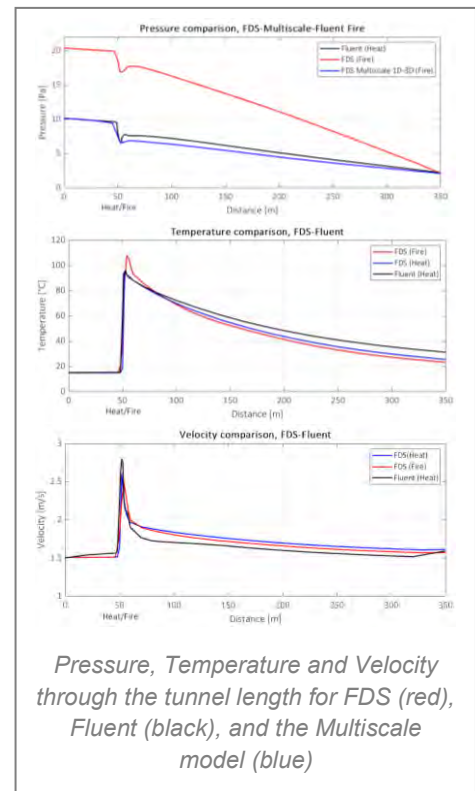 Pressure comparison, FDS-Multiscale-Fluent Fire
Fluent (Heat)
FDS (Fire)
FDS Multiscale 1D-3D (Fire)
Pressure [Pa]
20
15
10
5
0
0 50 100 150 200 250 300 350
Heat/Fire
Distance [m]
Temperature comparison, FDS-Fluent
FDS (Fire)
FDS (Heat)
Fluent (Heat)
Temperature [°C]
120
100
80
60
40
20
0
0 50 100 150 200 250 300 350
Heat/Fire
Distance [m]
Velocity comparison, FDS-Fluent
FDS(Heat)
FDS (Fire)
Fluent (Heat)
Velocity [m/s]
3
2.5
2
1.5
1
0 50 100 150 200 250 300 350
Heat/Fire
Distance [m]
Pressure, Temperature and Velocity
through the tunnel length for FDS (red),
Fluent (black), and the Multiscale
model (blue)